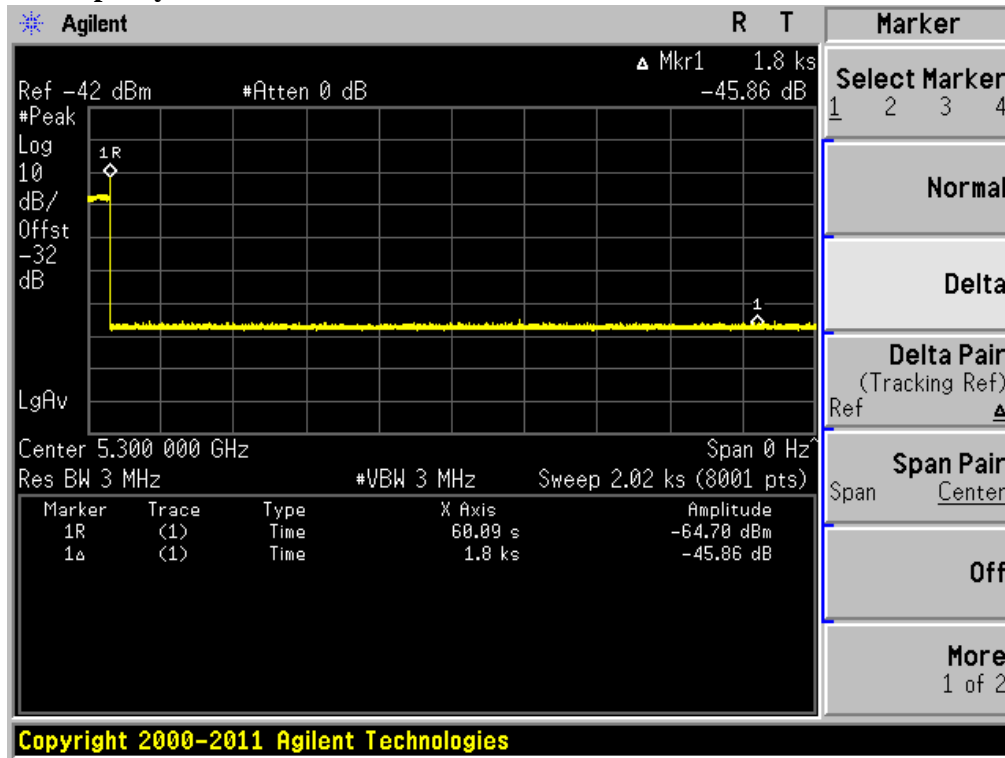 Agilent R T Marker
▵ Mkr1 1.8 ks
Ref −42 dBm #Atten 0 dB −45.86 dB
#Peak
Log
10
dB/
Offst
−32
dB
LgAv
1R
1
Center 5.300 000 GHz Span 0 Hz^
Res BW 3 MHz #VBW 3 MHz Sweep 2.02 ks (8001 pts)
Marker Trace Type X Axis Amplitude
1R (1) Time 60.09 s −64.70 dBm
1▵ (1) Time 1.8 ks −45.86 dB
Select Marker
1 2 3 4
Normal
Delta
Delta Pair
(Tracking Ref)
Ref ▵
Span Pair
Span Center
Off
More
1 of 2
Copyright 2000−2011 Agilent Technologies